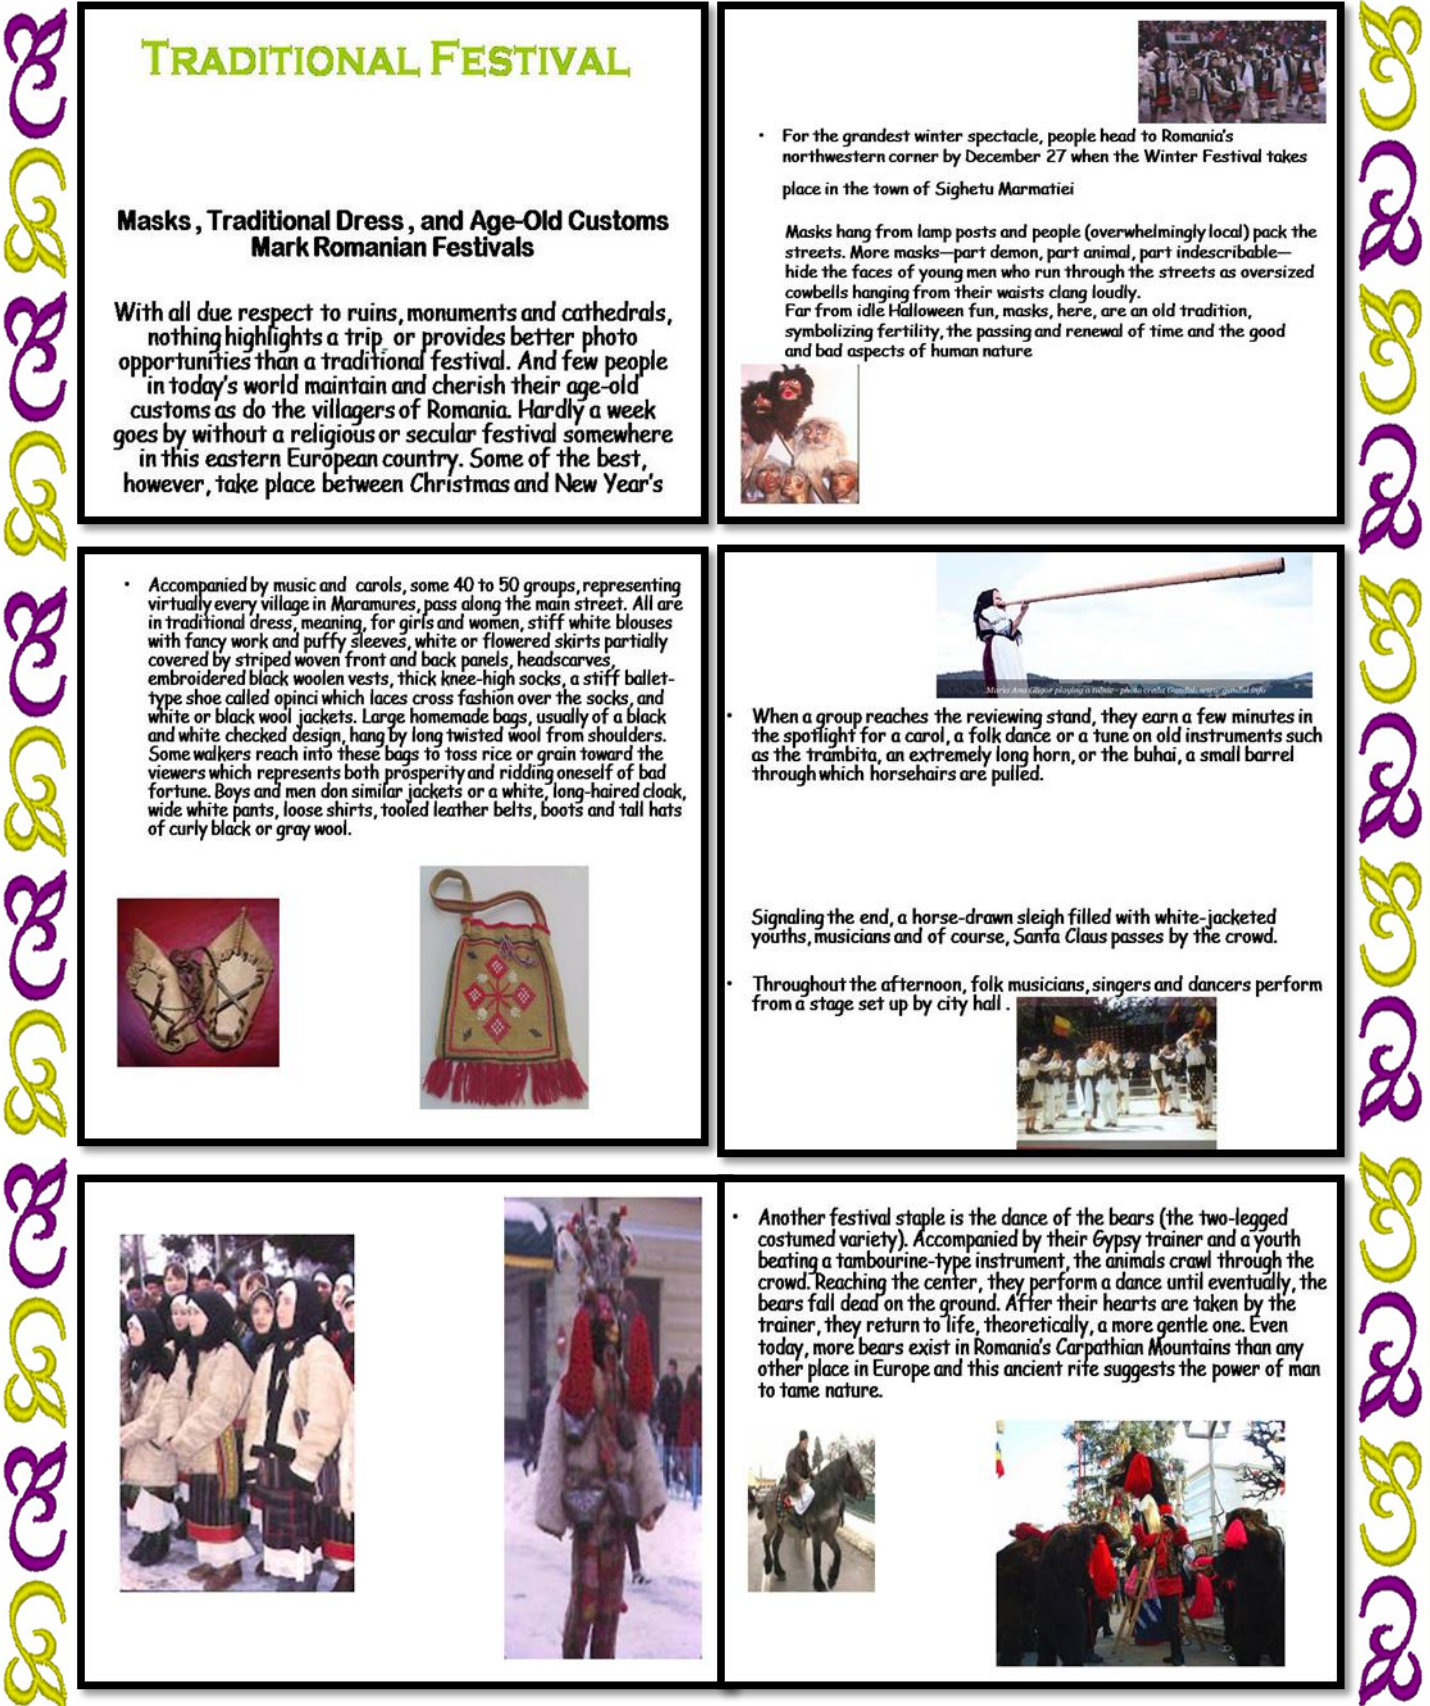 TRADITIONAL FESTIVAL
Masks, Traditional Dress, and Age-Old Customs
Mark Romanian Festivals
With all due respect to ruins, monuments and cathedrals,
nothing highlights a trip or provides better photo
opportunities than a traditional festival. And few people
in today's world maintain and cherish their age-old
customs as do the villagers of Romania. Hardly a week
goes by without a religious or secular festival somewhere
in this eastern European country. Some of the best,
however, take place between Christmas and New Year's
• For the grandest winter spectacle, people head to Romania's
northwestern corner by December 27 when the Winter Festival takes
place in the town of Sighetu Marmatiei
Masks hang from lamp posts and people (overwhelmingly local) pack the
streets. More masks—part demon, part animal, part indescribable—
hide the faces of young men who run through the streets as oversized
cowbells hanging from their waists clang loudly.
Far from idle Halloween fun, masks, here, are an old tradition,
symbolizing fertility, the passing and renewal of time and the good
and bad aspects of human nature
• Accompanied by music and carols, some 40 to 50 groups, representing
virtually every village in Maramures, pass along the main street. All are
in traditional dress, meaning, for girls and women, stiff white blouses
with fancy work and puffy sleeves, white or flowered skirts partially
covered by striped woven front and back panels, headscarves,
embroidered black woolen vests, thick knee-high socks, a stiff ballet-
type shoe called opinci which laces cross fashion over the socks, and
white or black wool jackets. Large homemade bags, usually of a black
and white checked design, hang by long twisted wool from shoulders.
Some walkers reach into these bags to toss rice or grain toward the
viewers which represents both prosperity and ridding oneself of bad
fortune. Boys and men don similar jackets or a white, long-haired cloak,
wide white pants, loose shirts, tooled leather belts, boots and tall hats
of curly black or gray wool.
Maria Ana Gligor playing a tulnic - photo credit Gandul: www.gandul.info
• When a group reaches the reviewing stand, they earn a few minutes in
the spotlight for a carol, a folk dance or a tune on old instruments such
as the trambita, an extremely long horn, or the buhai, a small barrel
through which horsehairs are pulled.
Signaling the end, a horse-drawn sleigh filled with white-jacketed
youths, musicians and of course, Santa Claus passes by the crowd.
• Throughout the afternoon, folk musicians, singers and dancers perform
from a stage set up by city hall .
• Another festival staple is the dance of the bears (the two-legged
costumed variety). Accompanied by their Gypsy trainer and a youth
beating a tambourine-type instrument, the animals crawl through the
crowd. Reaching the center, they perform a dance until eventually, the
bears fall dead on the ground. After their hearts are taken by the
trainer, they return to life, theoretically, a more gentle one. Even
today, more bears exist in Romania's Carpathian Mountains than any
other place in Europe and this ancient rite suggests the power of man
to tame nature.